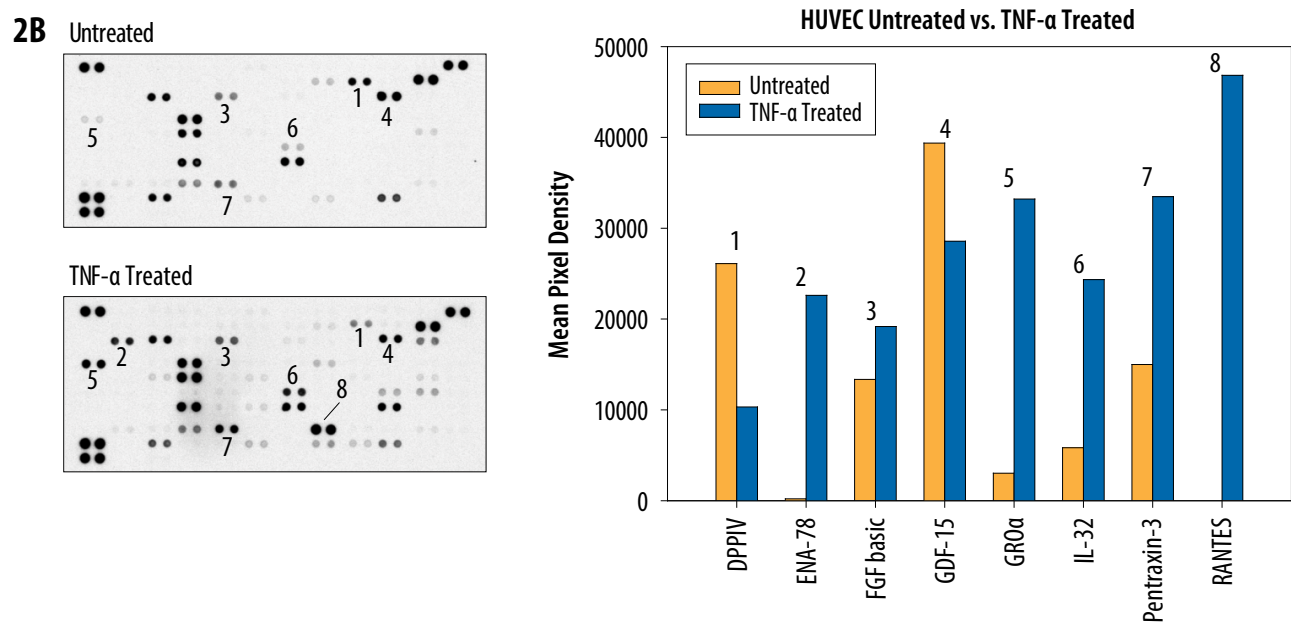 2B Untreated
1
3
4
5
6
7
TNF-α Treated
1
2
3
4
5
6
8
7
HUVEC Untreated vs. TNF-α Treated
Untreated
TNF-α Treated
Mean Pixel Density
50000
40000
30000
20000
10000
0
1
2
3
4
5
6
7
8
DPPIV
ENA-78
FGF basic
GDF-15
GROα
IL-32
Pentraxin-3
RANTES